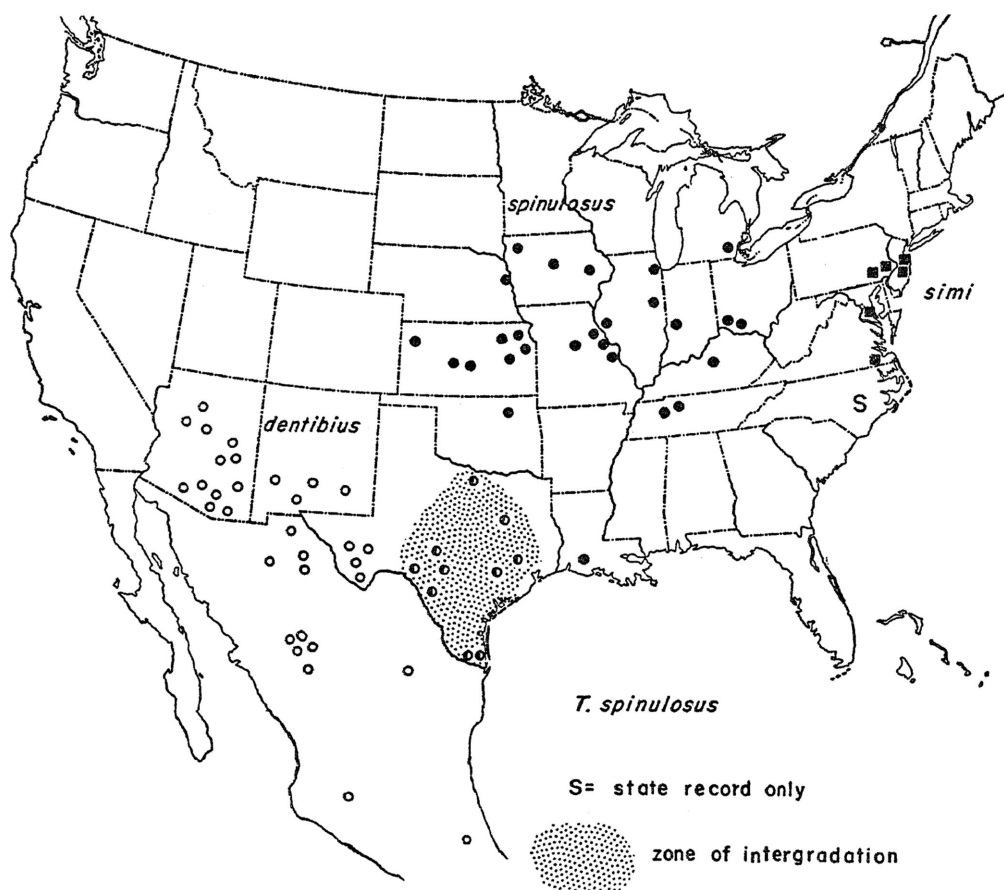 spinulosus
simi
S
dentibius
T. spinulosus
S= state record only
zone of intergradation